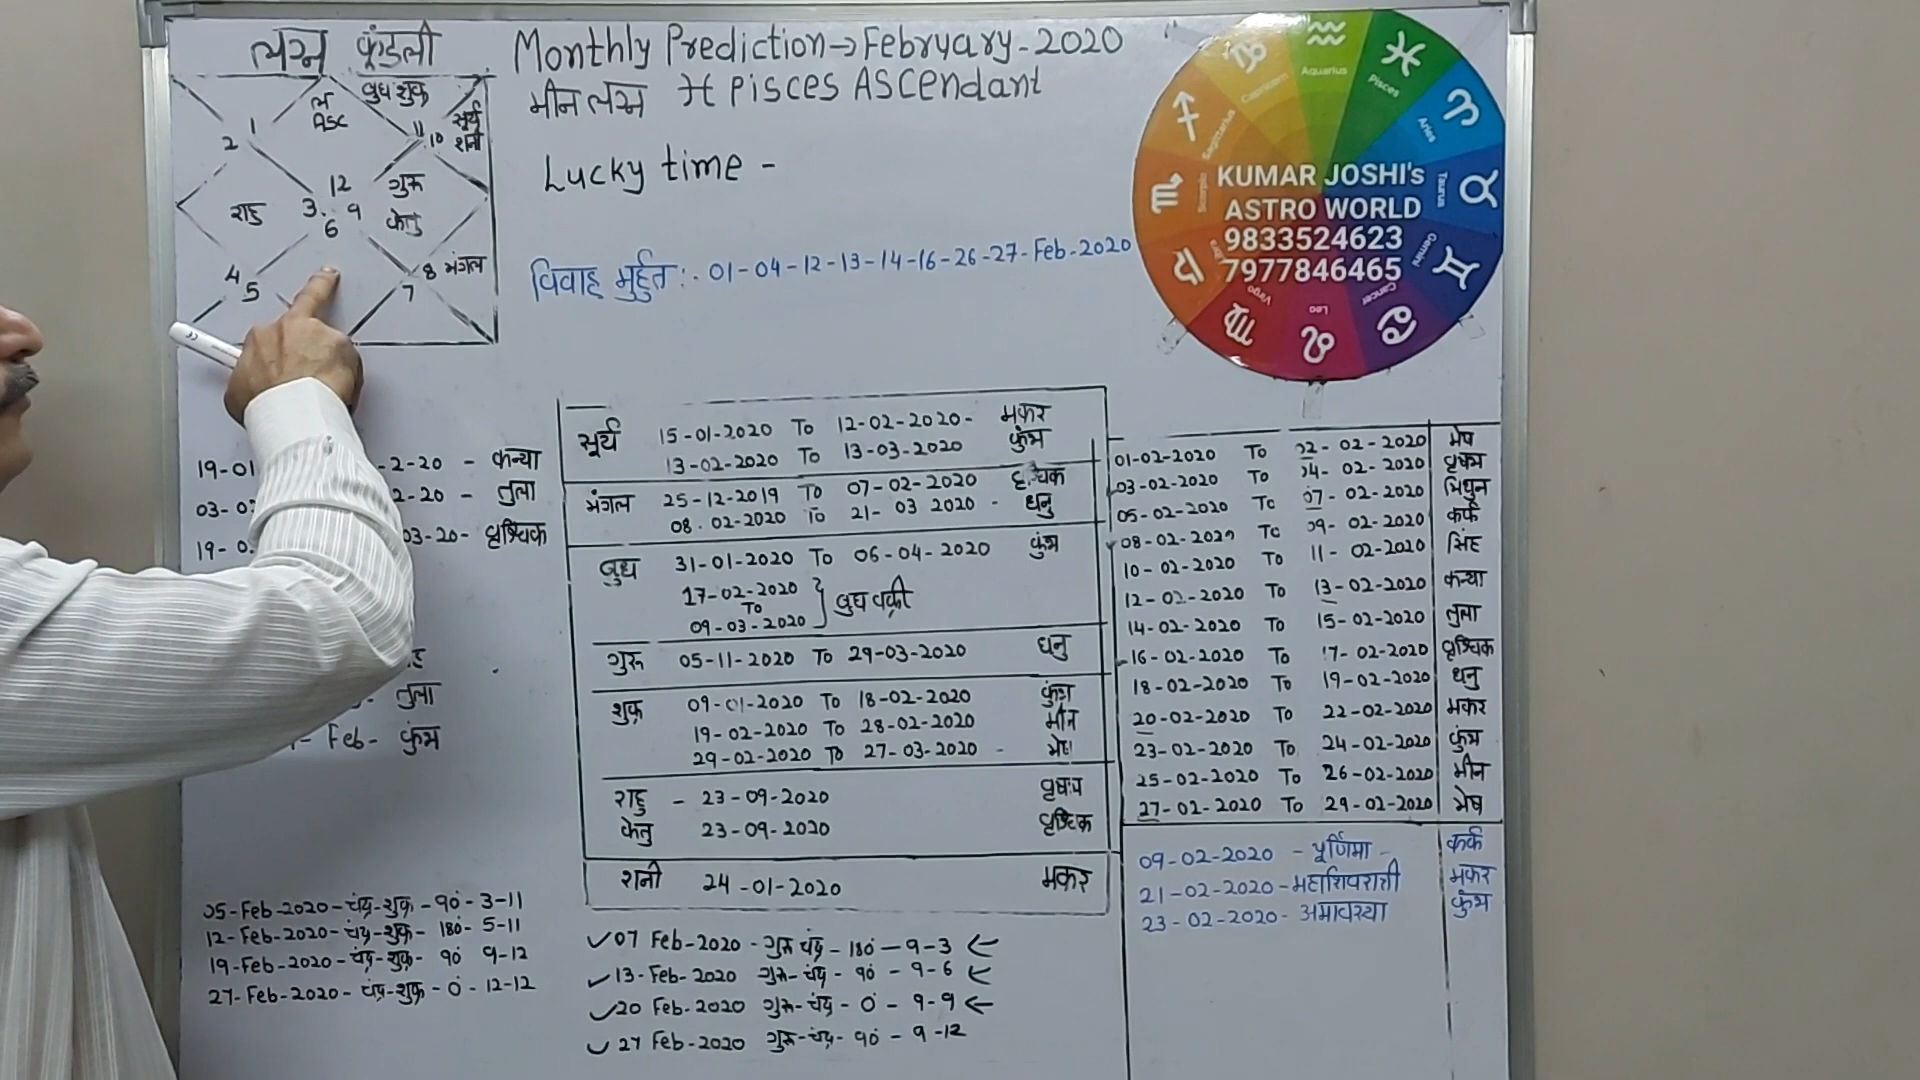 लग्न कुंडली
ल
Asc
बुध शुक्र
सूर्य
शनी
1
2
11
10
12
गुरु
राहु
3
9
केतु
6
4
8 मंगल
5
7
Monthly Prediction→February-2020
मीन लग्न ♓ Pisces Ascendant
Lucky time -
विवाह मुर्हुत :- 01-04-12-13-14-16-26-27-Feb-2020
Capricorn
Aquarius
Pisces
Aries
Taurus
Gemini
Cancer
Leo
Virgo
Libra
Scorpio
Sagittarius
KUMAR JOSHI's
ASTRO WORLD
9833524623
7977846465
19-01
-2-20 - कन्या
03-0
2-20 - तुला
19-0
03-20- वृश्चिक
तुला
- Feb- कुंभ
05-Feb-2020-चंद्र-शुक्र-90-3-11
12-Feb-2020-चंद्र-शुक्र-180-5-11
19-Feb-2020-चंद्र-शुक्र-90 9-12
27-Feb-2020-चंद्र-शुक्र-0-12-12
सूर्य 15-01-2020 To 12-02-2020- मकर
13-02-2020 To 13-03-2020 कुंभ
मंगल 25-12-2019 To 07-02-2020
08.02-2020 To 21-03 2020 - धनु
बुध 31-01-2020 To 06-04-2020 कुंभ
17-02-2020
To
09-03-2020
} बुध वक्री
गुरू 05-11-2020 To 29-03-2020 धनु
शुक्र 09-01-2020 To 18-02-2020 कुंभ
19-02-2020 To 28-02-2020 मीन
29-02-2020 To 27-03-2020 - मेष
राहु - 23-09-2020
केतु 23-09-2020 वृश्चिक
शनी 24-01-2020 मकर
✓07 Feb-2020 - गुरु चंद्र-180-9-3 ←
✓13-Feb-2020 गुरु-चंद्र-90-9-6 ←
✓20 Feb-2020 गुरु-चंद्र-0-9-9 ←
✓27 Feb-2020 गुरु-चंद्र-90-9-12
01-02-2020 To 02-02-2020 मेष
03-02-2020 To 04-02-2020 वृषभ
05-02-2020 To 07-02-2020 मिथुन
08-02-2020 To 09-02-2020 कर्क
10-02-2020 To 11-02-2020 सिंह
12-02-2020 To 13-02-2020 कन्या
14-02-2020 To 15-02-2020 तुला
16-02-2020 To 17-02-2020 वृश्चिक
18-02-2020 To 19-02-2020 धनु
20-02-2020 To 22-02-2020 मकर
23-02-2020 To 24-02-2020 कुंभ
25-02-2020 To 26-02-2020 मीन
27-02-2020 To 29-02-2020 मेष
09-02-2020 - पूर्णिमा - कर्क
21-02-2020-महाशिवरात्री मकर
23-02-2020- अमावस्या कुंभ